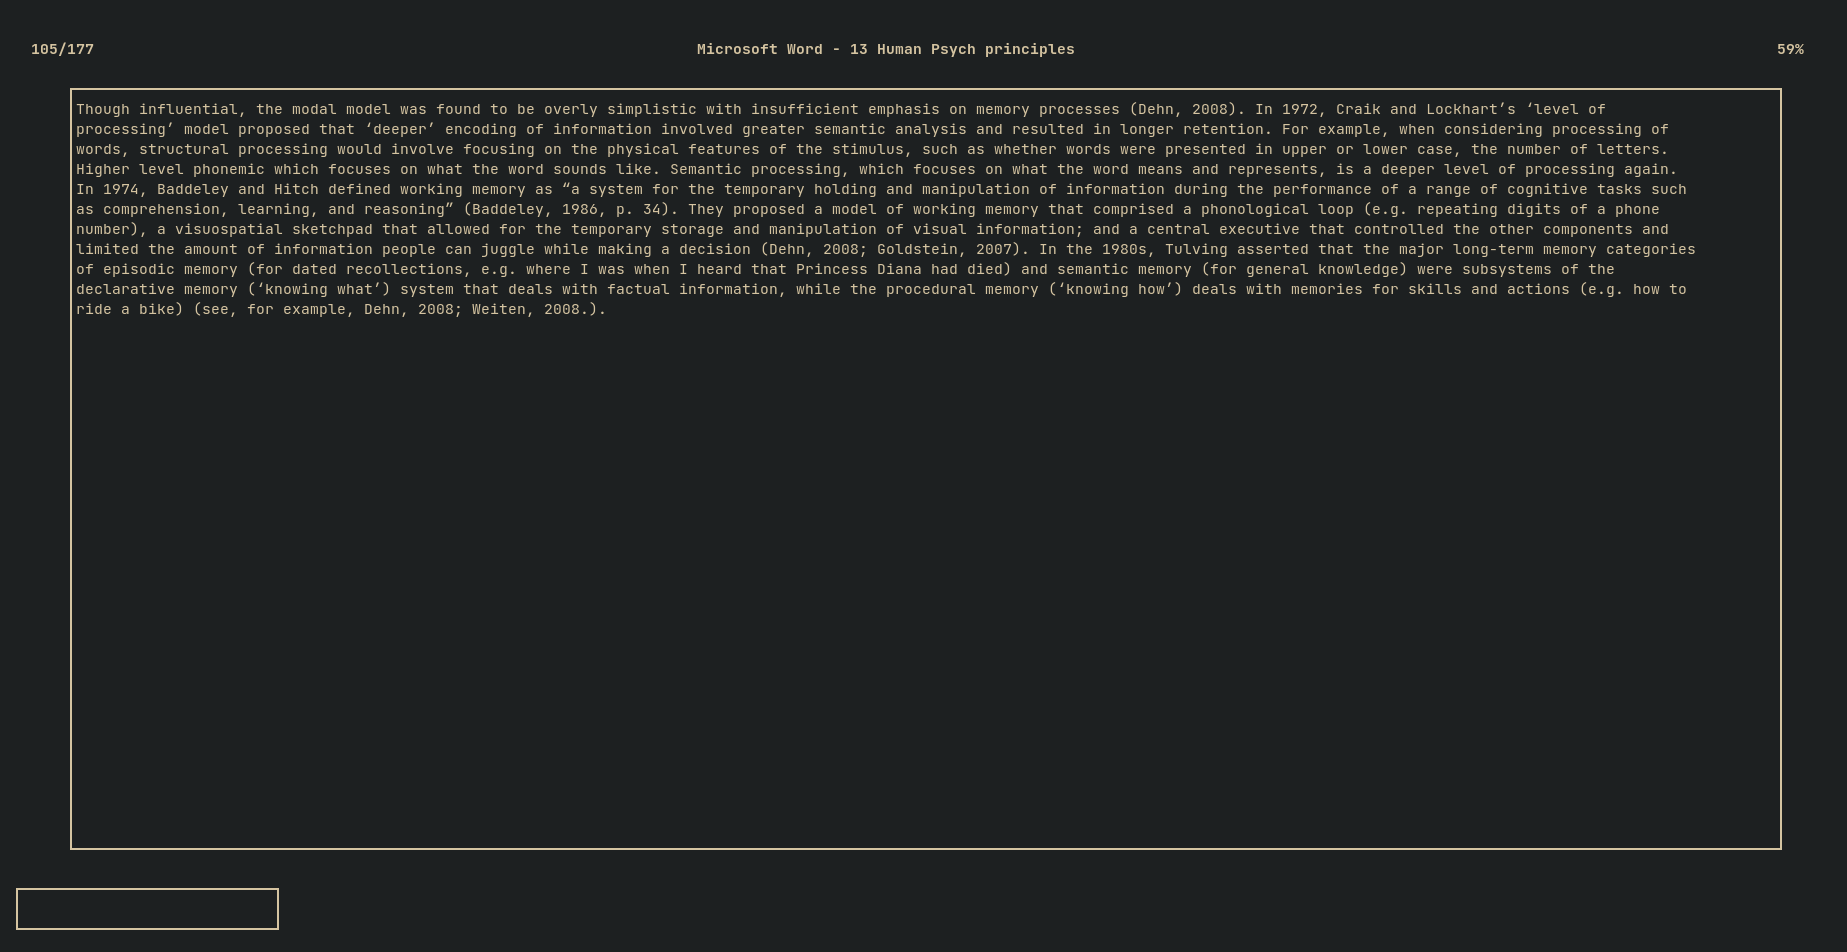 105/177
Microsoft Word - 13 Human Psych principles
59%
Though influential, the modal model was found to be overly simplistic with insufficient emphasis on memory processes (Dehn, 2008). In 1972, Craik and Lockhart’s ‘level of
processing’ model proposed that ‘deeper’ encoding of information involved greater semantic analysis and resulted in longer retention. For example, when considering processing of
words, structural processing would involve focusing on the physical features of the stimulus, such as whether words were presented in upper or lower case, the number of letters.
Higher level phonemic which focuses on what the word sounds like. Semantic processing, which focuses on what the word means and represents, is a deeper level of processing again.
In 1974, Baddeley and Hitch defined working memory as “a system for the temporary holding and manipulation of information during the performance of a range of cognitive tasks such
as comprehension, learning, and reasoning” (Baddeley, 1986, p. 34). They proposed a model of working memory that comprised a phonological loop (e.g. repeating digits of a phone
number), a visuospatial sketchpad that allowed for the temporary storage and manipulation of visual information; and a central executive that controlled the other components and
limited the amount of information people can juggle while making a decision (Dehn, 2008; Goldstein, 2007). In the 1980s, Tulving asserted that the major long-term memory categories
of episodic memory (for dated recollections, e.g. where I was when I heard that Princess Diana had died) and semantic memory (for general knowledge) were subsystems of the
declarative memory (‘knowing what’) system that deals with factual information, while the procedural memory (‘knowing how’) deals with memories for skills and actions (e.g. how to
ride a bike) (see, for example, Dehn, 2008; Weiten, 2008.).